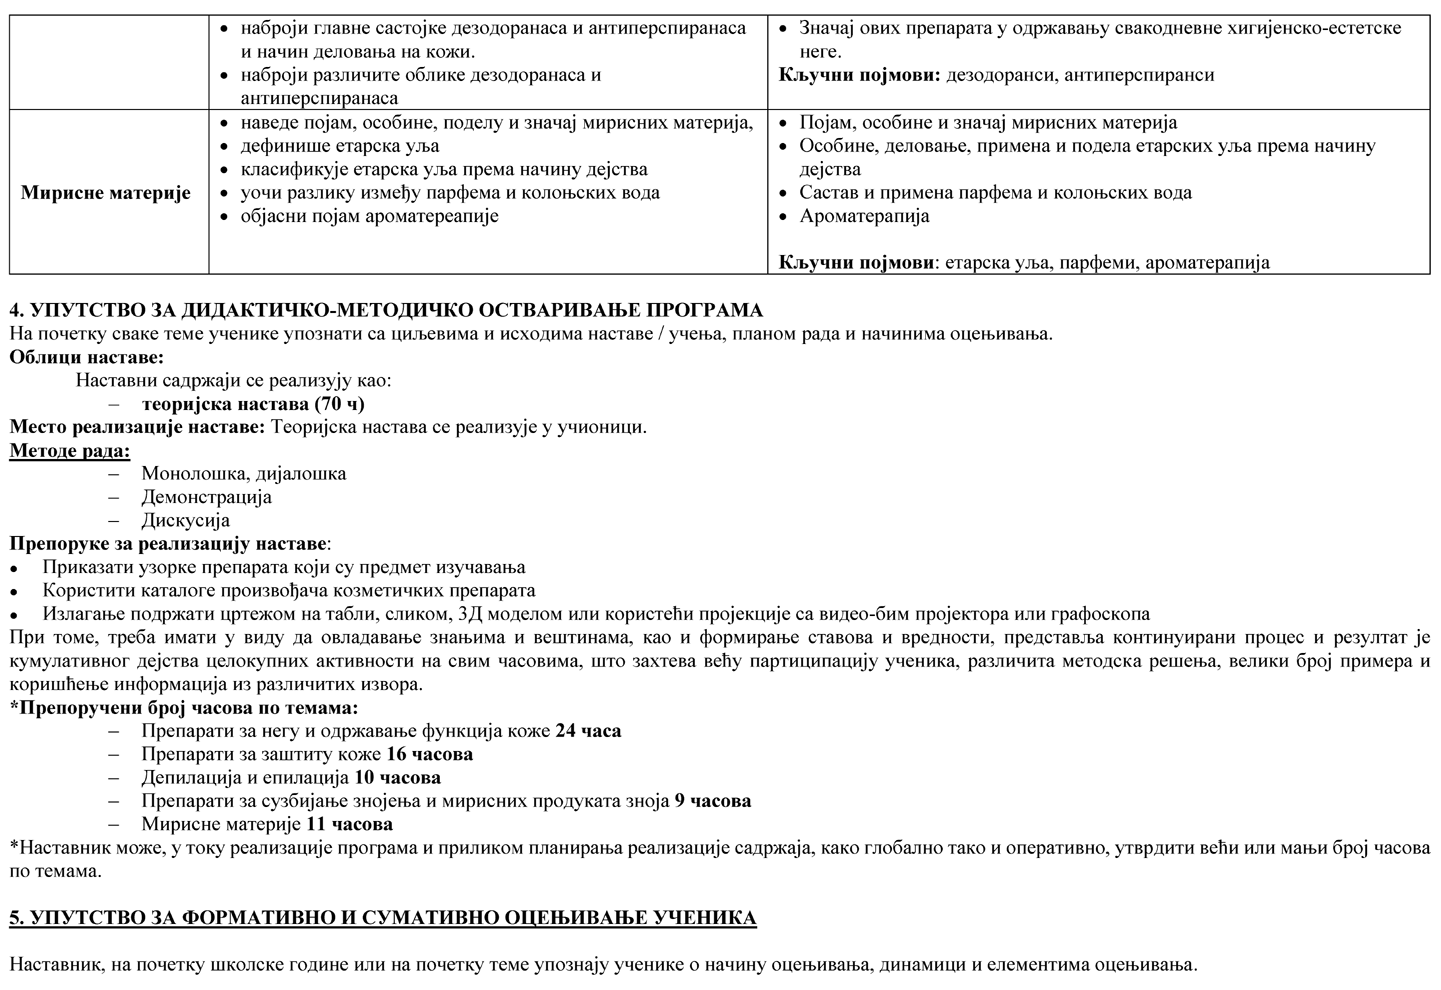 • наброји главне састојке дезодоранаса и антиперспиранаса
и начин деловања на кожи.
• наброји различите облике дезодоранаса и
антиперспиранаса
• Значај ових препарата у одржавању свакодневне хигијенско-естетске
неге.
Кључни појмови: дезодоранси, антиперспиранси
Мирисне материје
• наведе појам, особине, поделу и значај мирисних материја,
• дефинише етарска уља
• класификује етарска уља према начину дејства
• уочи разлику између парфема и колоњских вода
• објасни појам ароматереапије
• Појам, особине и значај мирисних материја
• Особине, деловање, примена и подела етарских уља према начину
дејства
• Састав и примена парфема и колоњских вода
• Ароматерапија
Кључни појмови: етарска уља, парфеми, ароматерапија
4. УПУТСТВО ЗА ДИДАКТИЧКО-МЕТОДИЧКО ОСТВАРИВАЊЕ ПРОГРАМА
На почетку сваке теме ученике упознати са циљевима и исходима наставе / учења, планом рада и начинима оцењивања.
Облици наставе:
Наставни садржаји се реализују као:
– теоријска настава (70 ч)
Место реализације наставе: Теоријска настава се реализује у учионици.
Методе рада:
– Монолошка, дијалошка
– Демонстрација
– Дискусија
Препоруке за реализацију наставе:
• Приказати узорке препарата који су предмет изучавања
• Користити каталоге произвођача козметичких препарата
• Излагање подржати цртежом на табли, сликом, 3Д моделом или користећи пројекције са видео-бим пројектора или графоскопа
При томе, треба имати у виду да овладавање знањима и вештинама, као и формирање ставова и вредности, представља континуирани процес и резултат је
кумулативног дејства целокупних активности на свим часовима, што захтева већу партиципацију ученика, различита методска решења, велики број примера и
коришћење информација из различитих извора.
*Препоручени број часова по темама:
– Препарати за негу и одржавање функција коже 24 часа
– Препарати за заштиту коже 16 часова
– Депилација и епилација 10 часова
– Препарати за сузбијање знојења и мирисних продуката зноја 9 часова
– Мирисне материје 11 часова
*Наставник може, у току реализације програма и приликом планирања реализације садржаја, како глобално тако и оперативно, утврдити већи или мањи број часова
по темама.
5. УПУТСТВО ЗА ФОРМАТИВНО И СУМАТИВНО ОЦЕЊИВАЊЕ УЧЕНИКА
Наставник, на почетку школске године или на почетку теме упознају ученике о начину оцењивања, динамици и елементима оцењивања.